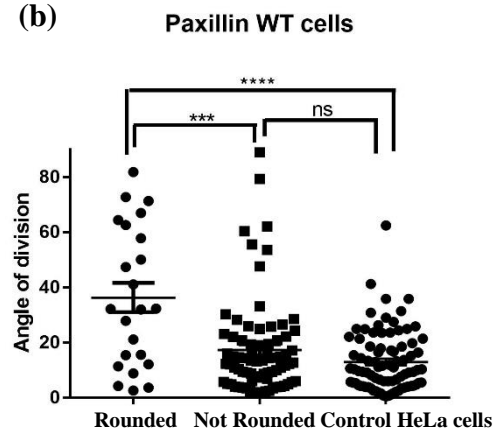 (b)
Paxillin WT cells
****
***
ns
Angle of division
80
60
40
20
0
Rounded Not Rounded Control HeLa cells